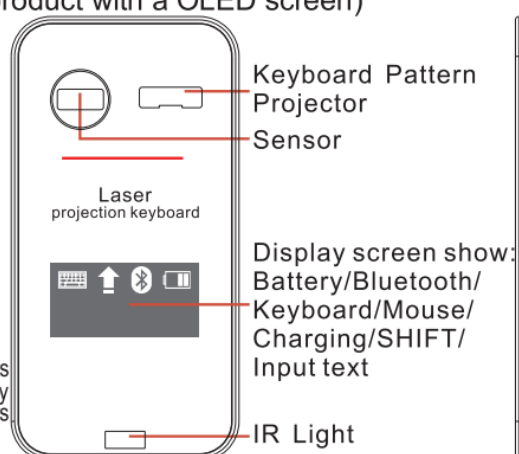 product with a OLED screen)
Keyboard Pattern
Projector
Sensor
Laser
projection keyboard
Display screen show:
Battery/Bluetooth/
Keyboard/Mouse/
Charging/SHIFT/
Input text
IR Light